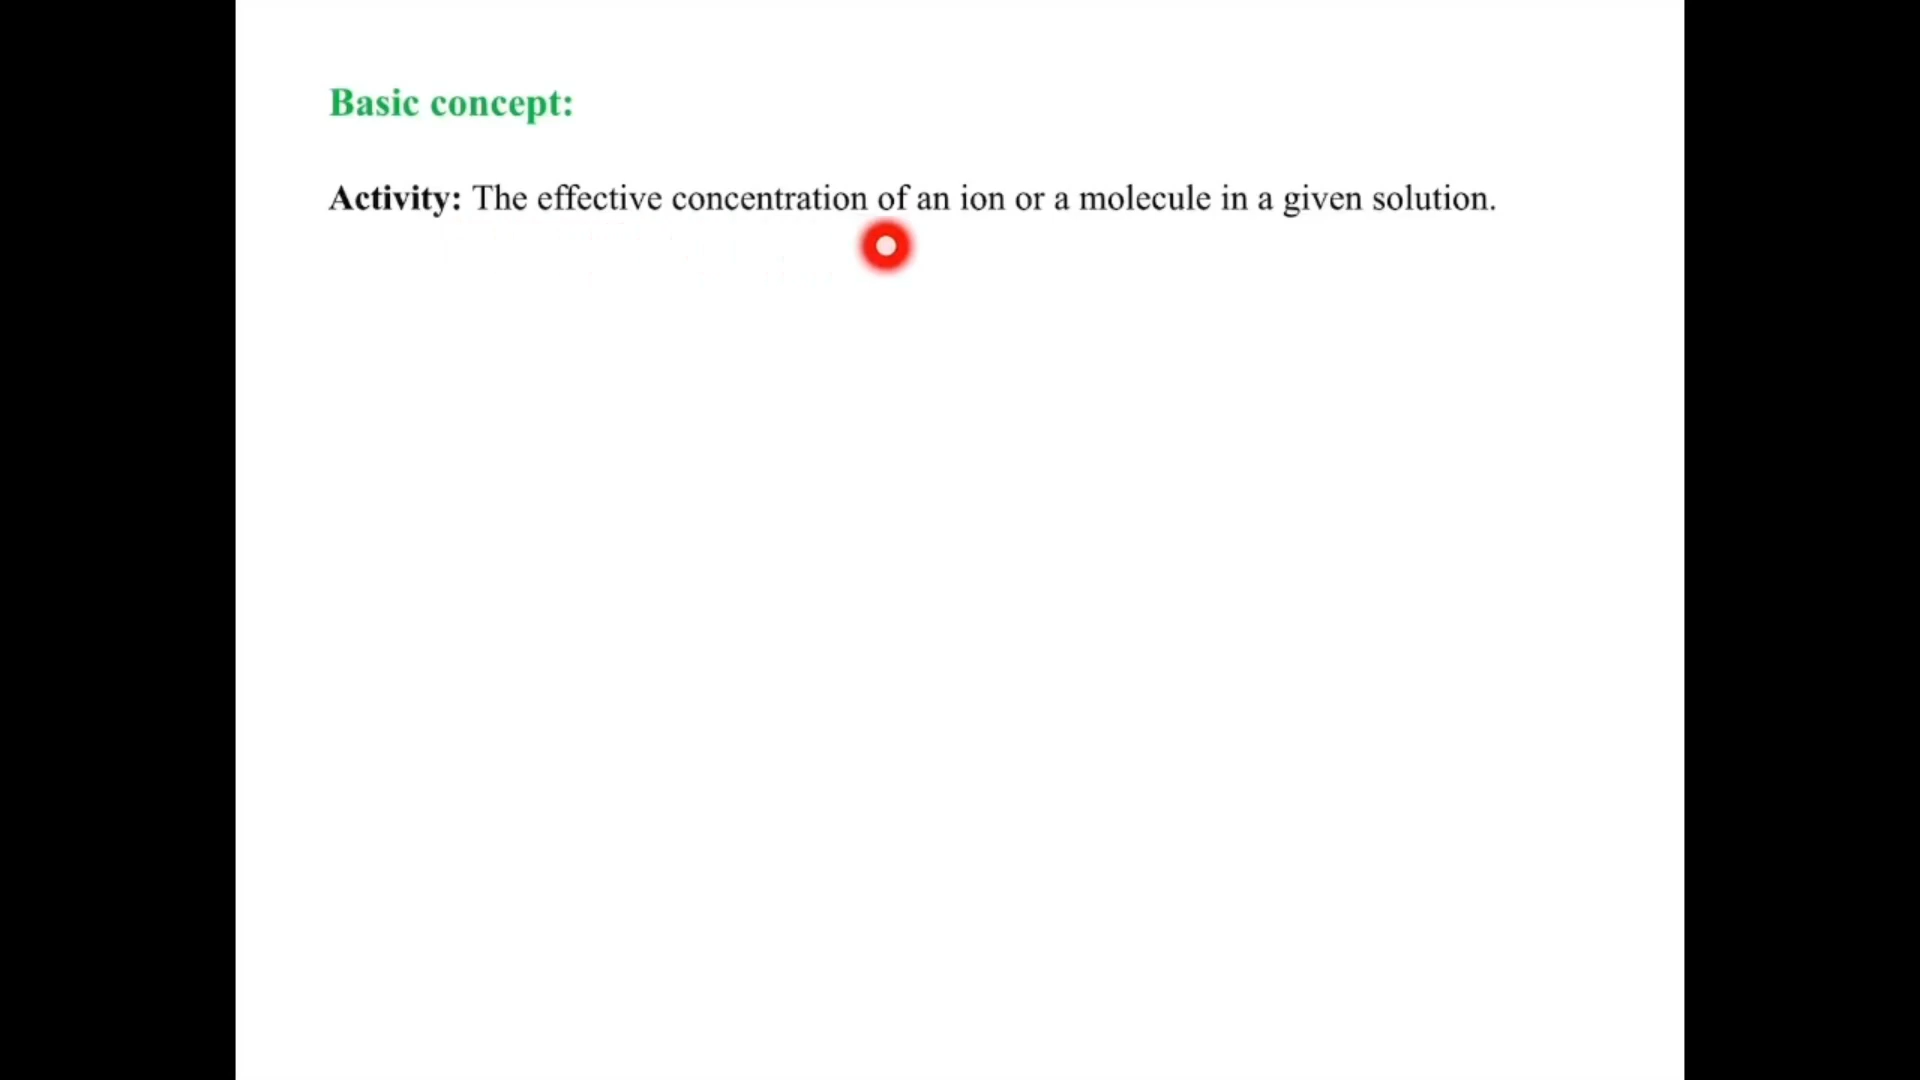 Basic concept:
Activity: The effective concentration of an ion or a molecule in a given solution.